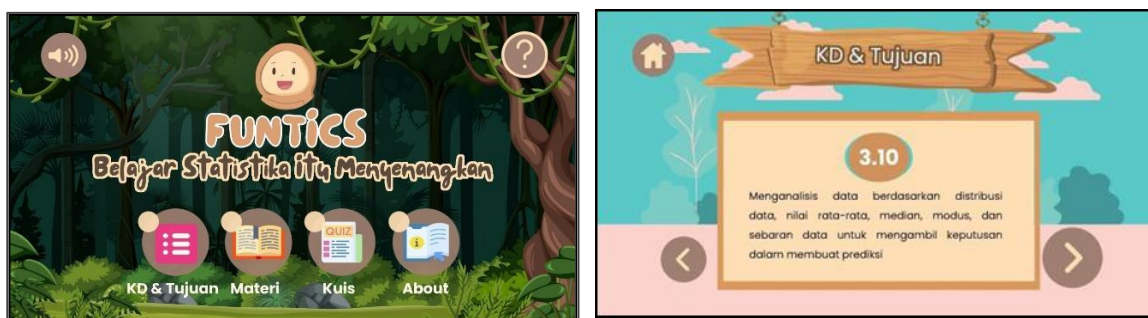 FUNTiCS
Belajar Statistika itu Menyenangkan
QUIZ
KD & Tujuan Materi Kuis About
KD & Tujuan
3.10
Menganalisis data berdasarkan distribusi
data, nilai rata-rata, median, modus, dan
sebaran data untuk mengambil keputusan
dalam membuat prediksi